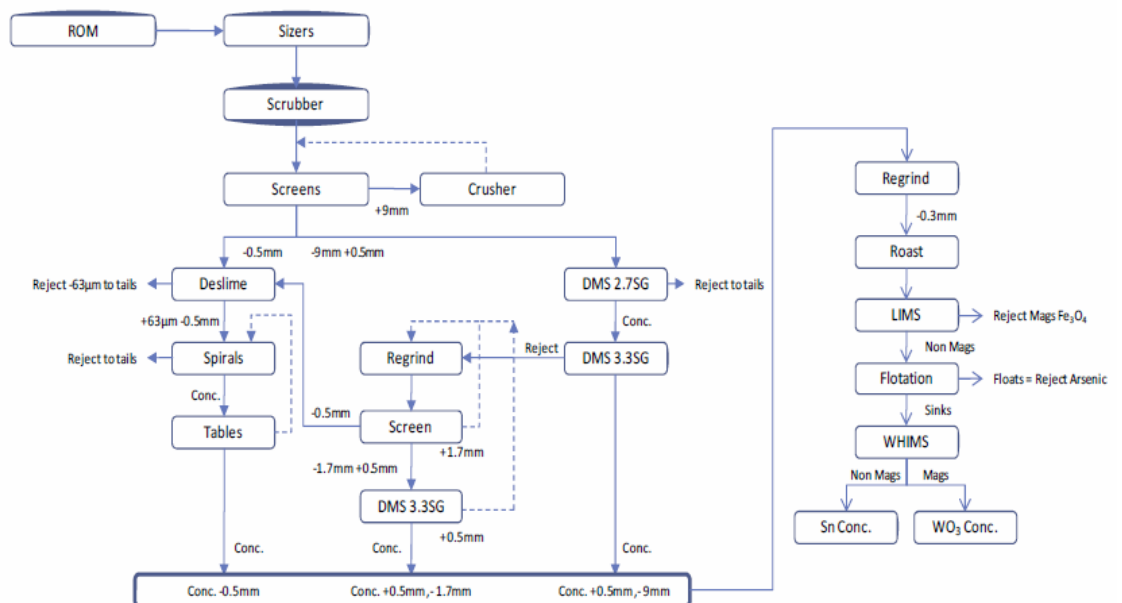 ROM
Sizers
Scrubber
Screens
Crusher
+9mm
-0.5mm
-9mm +0.5mm
Reject -63µm to tails
Deslime
DMS 2.7SG
Reject to tails
+63µm -0.5mm
Conc.
Reject to tails
Spirals
Regrind
Reject
DMS 3.3SG
Conc.
-0.5mm
Tables
Screen
+1.7mm
-1.7mm +0.5mm
DMS 3.3SG
+0.5mm
Conc.
Conc.
Conc.
Conc. -0.5mm
Conc. +0.5mm,-1.7mm
Conc. +0.5mm,-9mm
Regrind
-0.3mm
Roast
LIMS
Reject Mags Fe₃O₄
Non Mags
Flotation
Floats = Reject Arsenic
Sinks
WHIMS
Non Mags
Mags
Sn Conc.
WO₃ Conc.